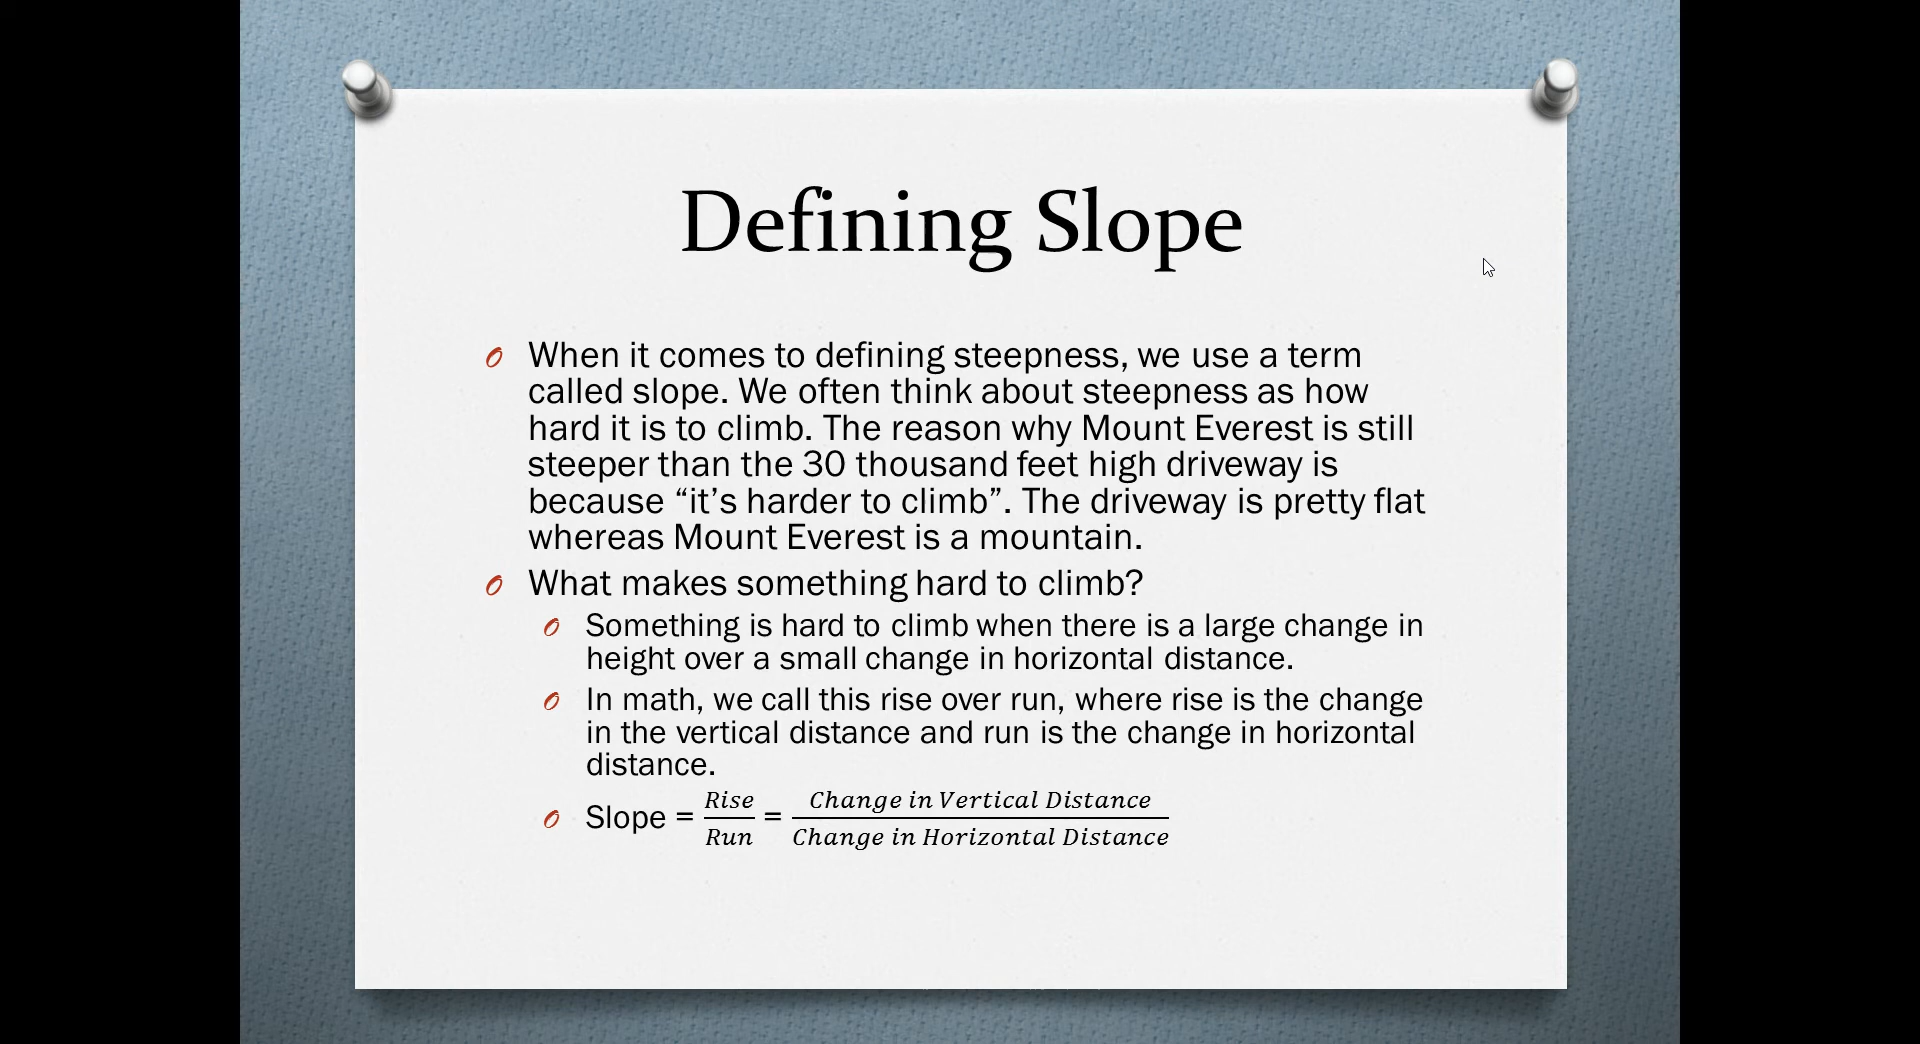 Defining Slope
When it comes to defining steepness, we use a term
called slope. We often think about steepness as how
hard it is to climb. The reason why Mount Everest is still
steeper than the 30 thousand feet high driveway is
because “it’s harder to climb”. The driveway is pretty flat
whereas Mount Everest is a mountain.
What makes something hard to climb?
Something is hard to climb when there is a large change in
height over a small change in horizontal distance.
In math, we call this rise over run, where rise is the change
in the vertical distance and run is the change in horizontal
distance.
Slope = Rise/Run = Change in Vertical Distance/Change in Horizontal Distance